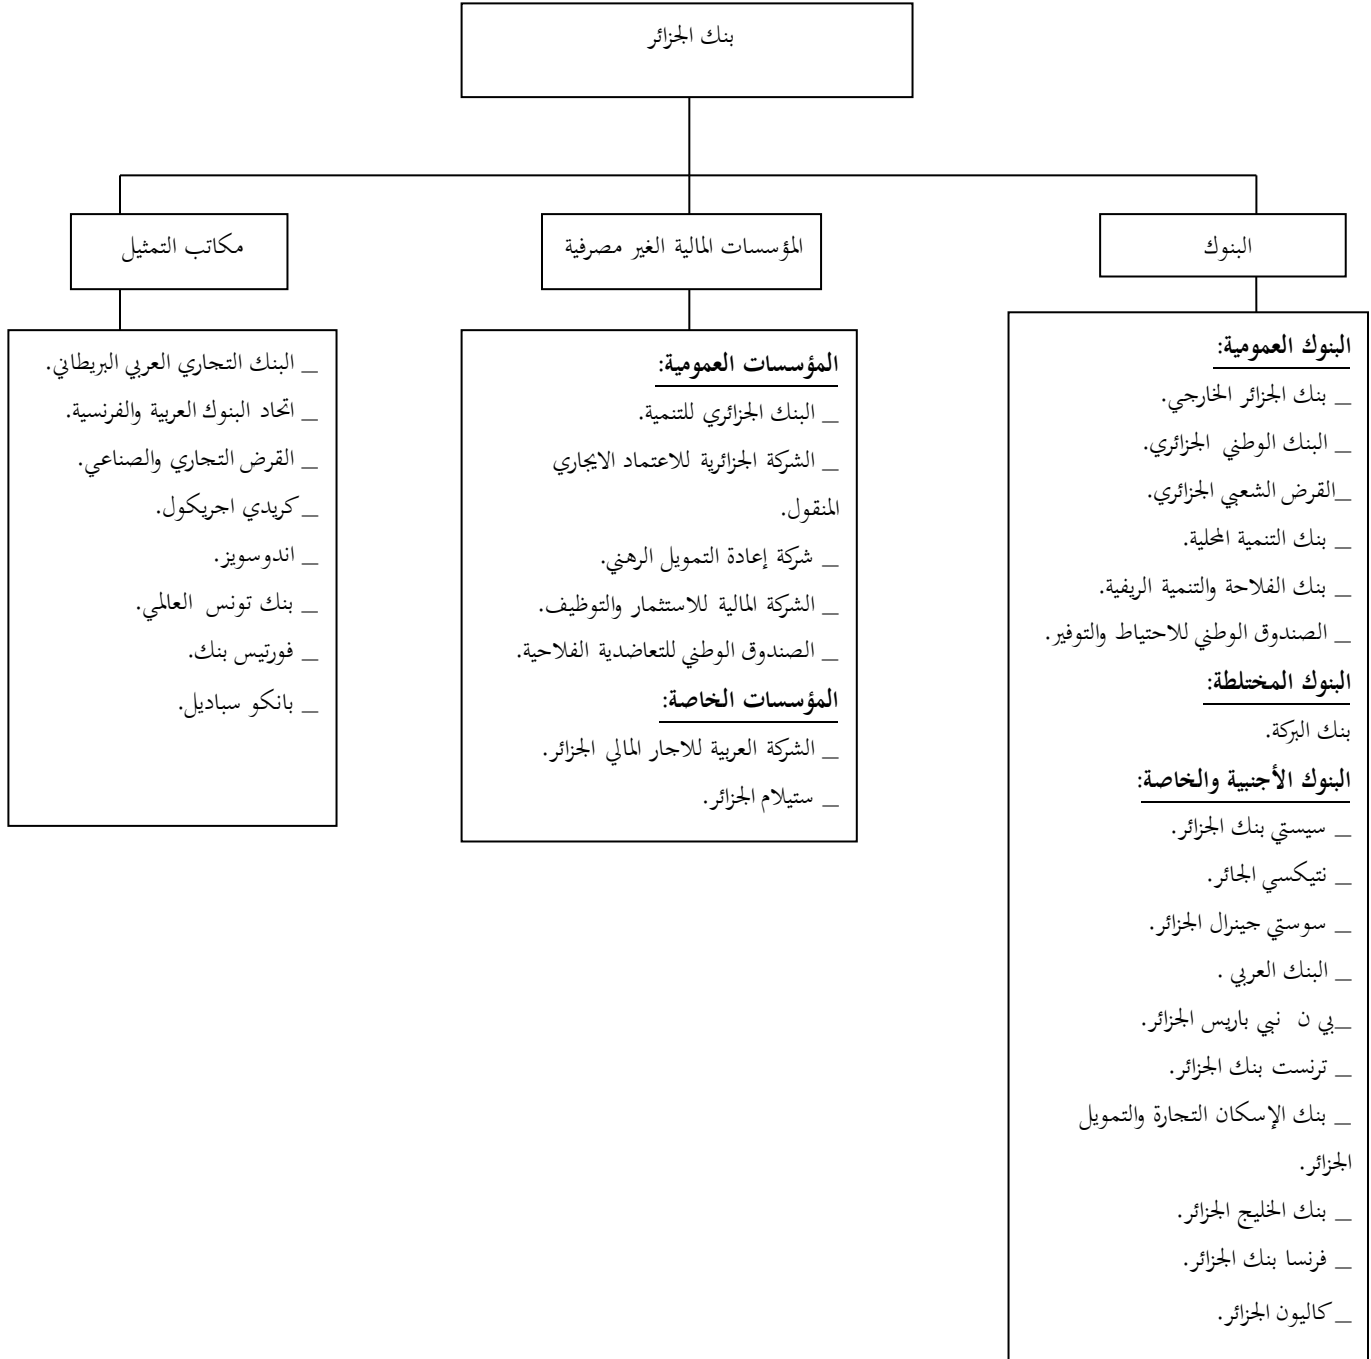 بنك الجزائر
البنوك
المؤسسات المالية الغير مصرفية
مكاتب التمثيل
البنوك العمومية:
_ بنك الجزائر الخارجي.
_ البنك الوطني الجزائري.
_القرض الشعبي الجزائري.
_ بنك التنمية المحلية.
_ بنك الفلاحة والتنمية الريفية.
_ الصندوق الوطني للاحتياط والتوفير.
البنوك المختلطة:
بنك البركة.
البنوك الأجنبية والخاصة:
_ سيستي بنك الجزائر.
_ نتيكسي الجائر.
_ سوستي جينرال الجزائر.
_ البنك العربي .
_بي ن نبي باريس الجزائر.
_ ترنست بنك الجزائر.
_ بنك الإسكان التجارة والتمويل
الجزائر.
_ بنك الخليج الجزائر.
_ فرنسا بنك الجزائر.
_ كاليون الجزائر.
المؤسسات العمومية:
_ البنك الجزائري للتنمية.
_ الشركة الجزائرية للاعتماد الايجاري
المنقول.
_ شركة إعادة التمويل الرهني.
_ الشركة المالية للاستثمار والتوظيف.
_ الصندوق الوطني للتعاضدية الفلاحية.
المؤسسات الخاصة:
_ الشركة العربية للاجار المالي الجزائر.
_ ستيلام الجزائر.
_ البنك التجاري العربي البريطاني.
_ اتحاد البنوك العربية والفرنسية.
_ القرض التجاري والصناعي.
_ كريدي اجريكول.
_ اندوسويز.
_ بنك تونس العالمي.
_ فورتيس بنك.
_ بانكو سباديل.